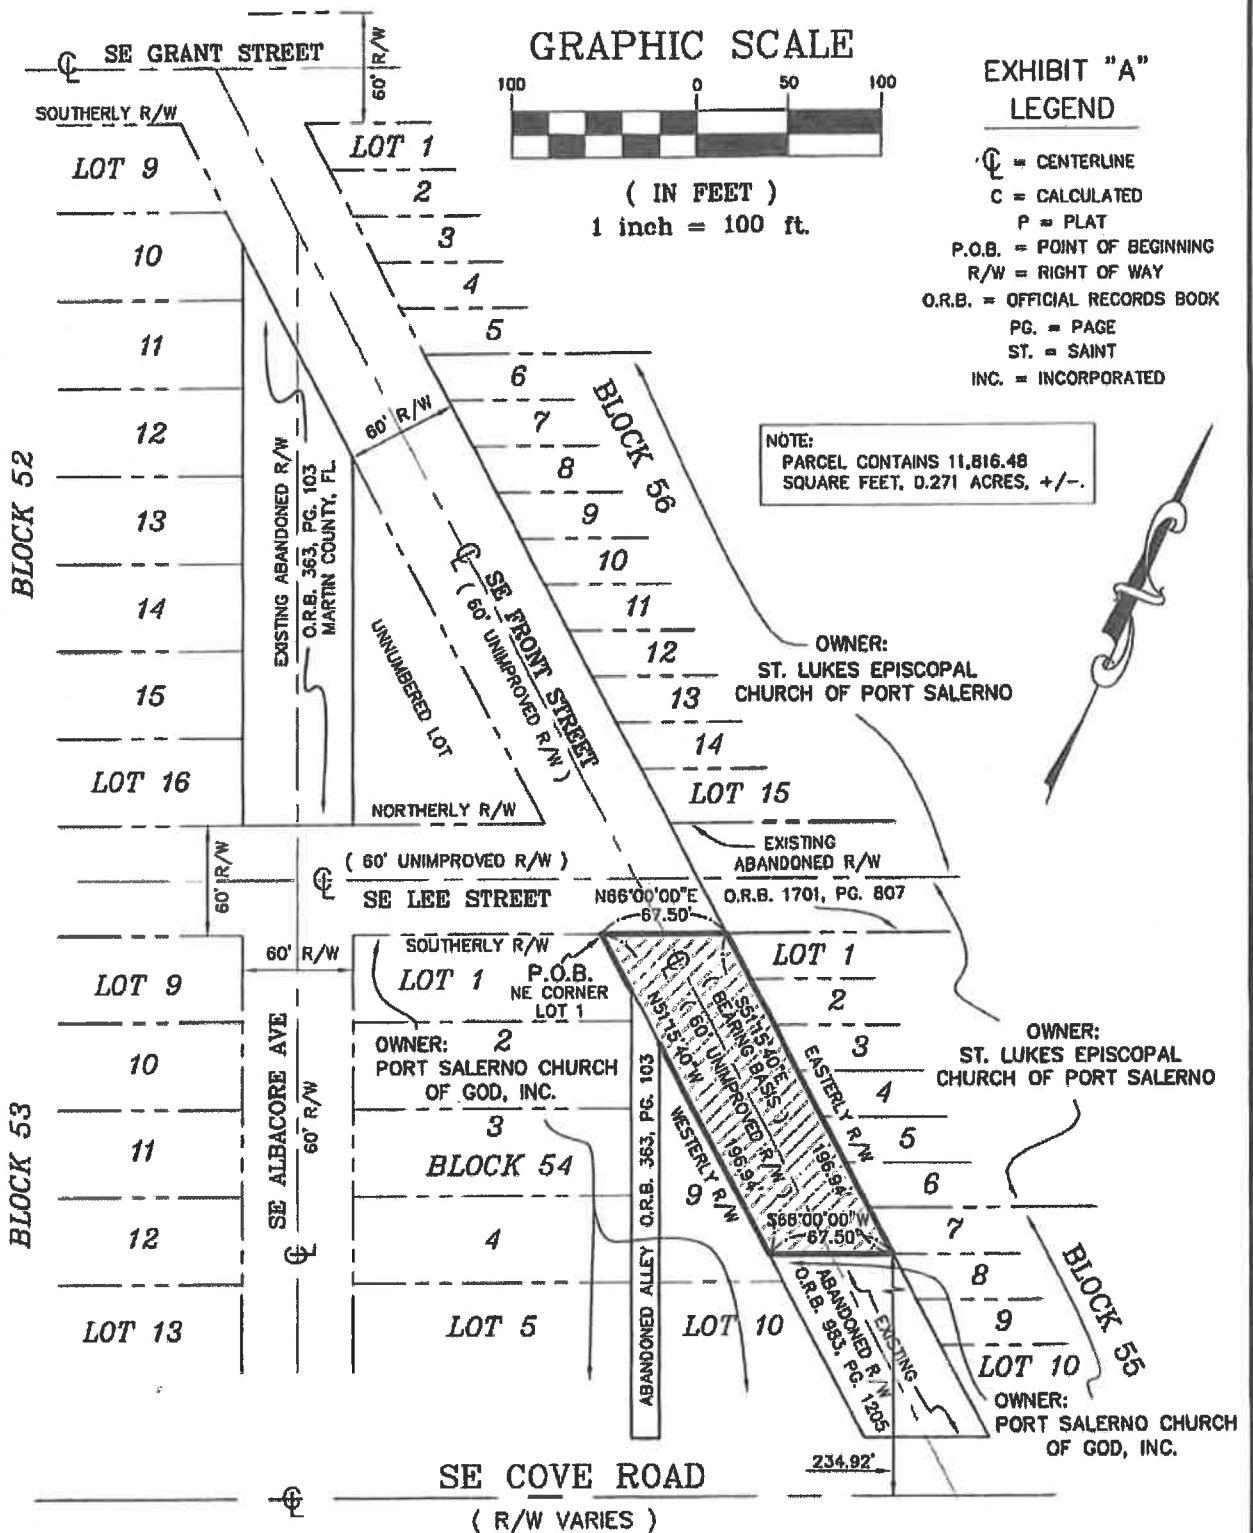 SE GRANT STREET
60' R/W
SOUTHERLY R/W
GRAPHIC SCALE
100 0 50 100
( IN FEET )
1 inch = 100 ft.
EXHIBIT "A"
LEGEND
℄ = CENTERLINE
C = CALCULATED
P = PLAT
P.O.B. = POINT OF BEGINNING
R/W = RIGHT OF WAY
O.R.B. = OFFICIAL RECORDS BOOK
PG. = PAGE
ST. = SAINT
INC. = INCORPORATED
NOTE:
PARCEL CONTAINS 11,816.48
SQUARE FEET, 0.271 ACRES, +/-.
BLOCK 52
LOT 9
10
11
12
13
14
15
LOT 16
EXISTING ABANDONED R/W
O.R.B. 363, PG. 103
MARTIN COUNTY, FL.
UNNUMBERED LOT
60' R/W
℄ SE FRONT STREET
( 60' UNIMPROVED R/W )
LOT 1
2
3
4
5
6
7
8
9
10
11
12
13
14
LOT 15
BLOCK 56
OWNER:
ST. LUKES EPISCOPAL
CHURCH OF PORT SALERNO
NORTHERLY R/W
60' R/W
( 60' UNIMPROVED R/W )
℄
SE LEE STREET
EXISTING
ABANDONED R/W
O.R.B. 1701, PG. 807
N66°00'00"E
67.50'
SOUTHERLY R/W
60' R/W
P.O.B.
NE CORNER
LOT 1
BLOCK 53
LOT 9
10
11
12
LOT 13
SE ALBACORE AVE
60' R/W
℄
LOT 1
2
OWNER:
PORT SALERNO CHURCH
OF GOD, INC.
3
BLOCK 54
4
LOT 5
ABANDONED ALLEY O.R.B. 363, PG. 103
9
LOT 10
WESTERLY R/W
N51°15'40"W
196.94'
℄
( 60' UNIMPROVED R/W )
S51°15'40"E
( BEARING BASIS )
196.94'
EASTERLY R/W
S66°00'00"W
67.50'
LOT 1
2
3
4
5
6
7
8
9
LOT 10
BLOCK 55
OWNER:
ST. LUKES EPISCOPAL
CHURCH OF PORT SALERNO
EXISTING
ABANDONED R/W
O.R.B. 983, PG. 1205
OWNER:
PORT SALERNO CHURCH
OF GOD, INC.
234.92'
SE COVE ROAD
℄
( R/W VARIES )